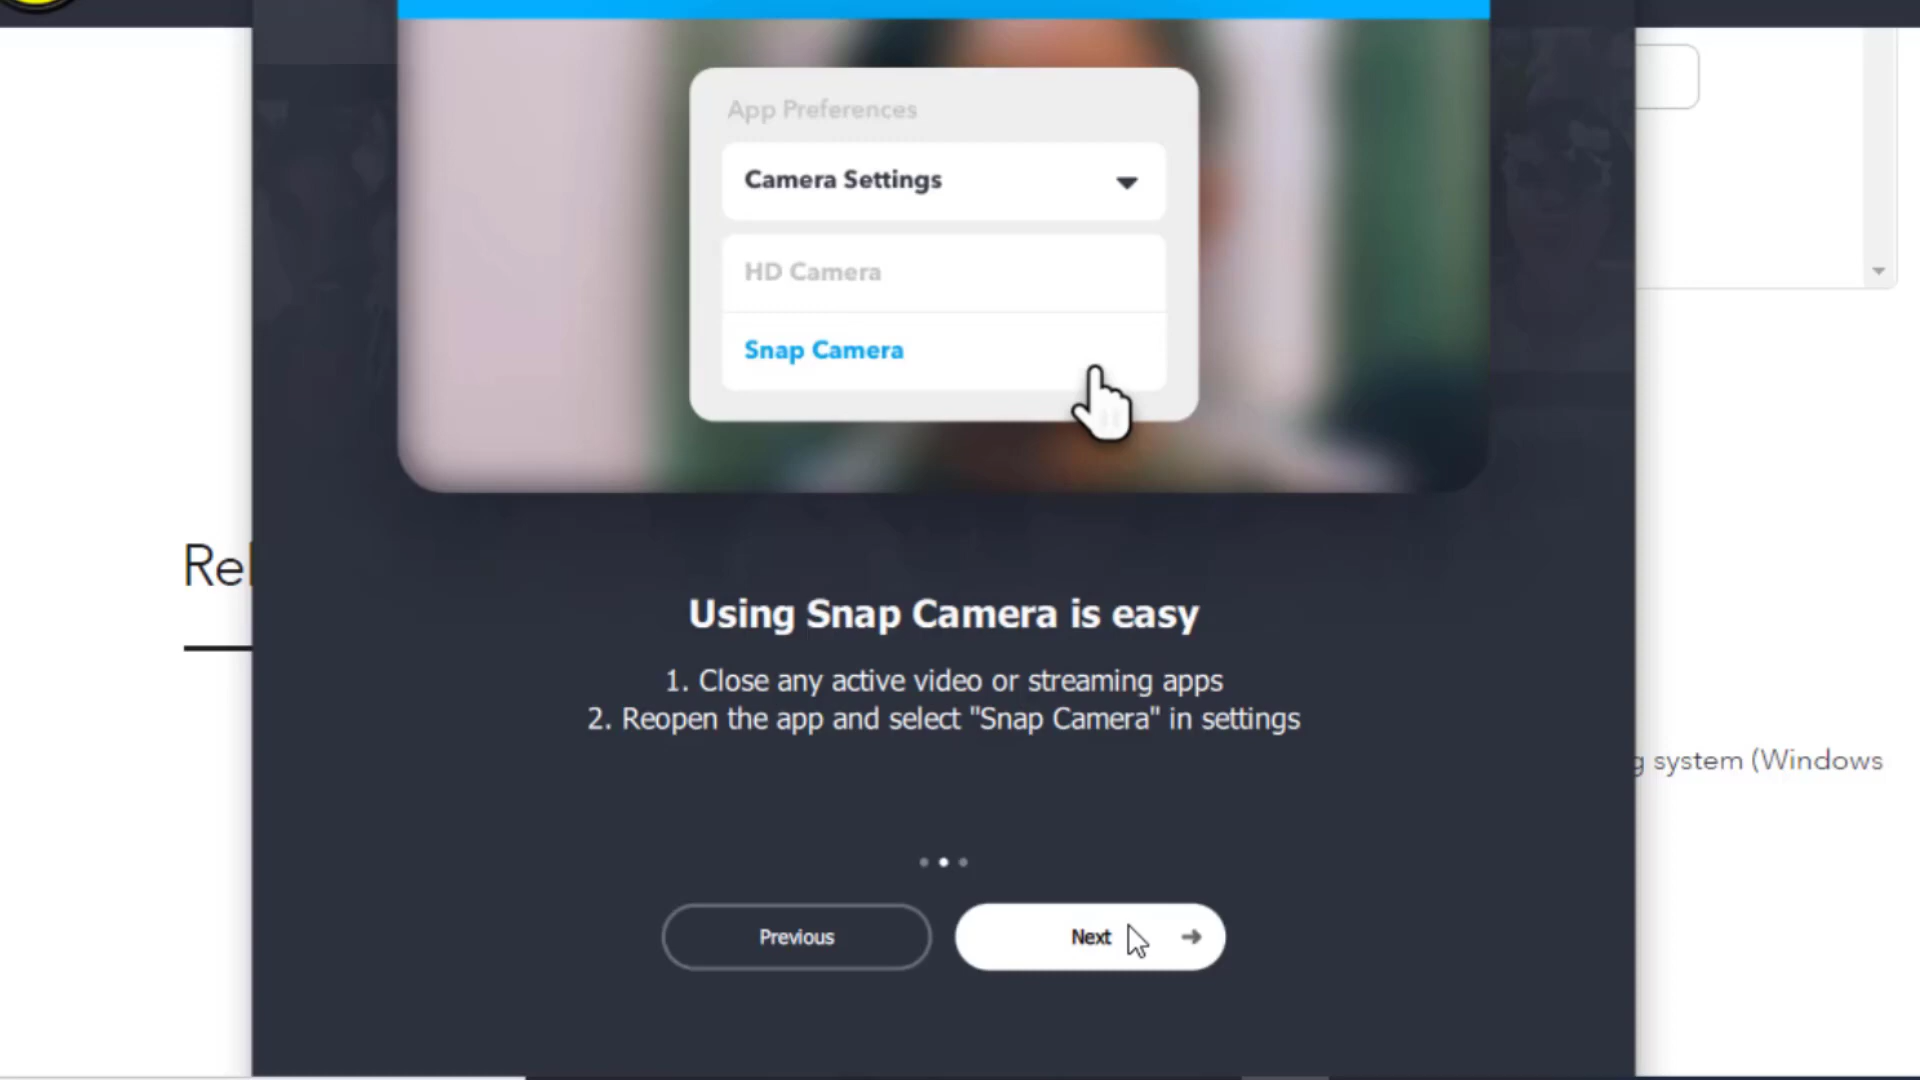 App Preferences
Camera Settings
HD Camera
Snap Camera
Rel
Using Snap Camera is easy
1. Close any active video or streaming apps
2. Reopen the app and select "Snap Camera" in settings
g system (Windows
Previous
Next